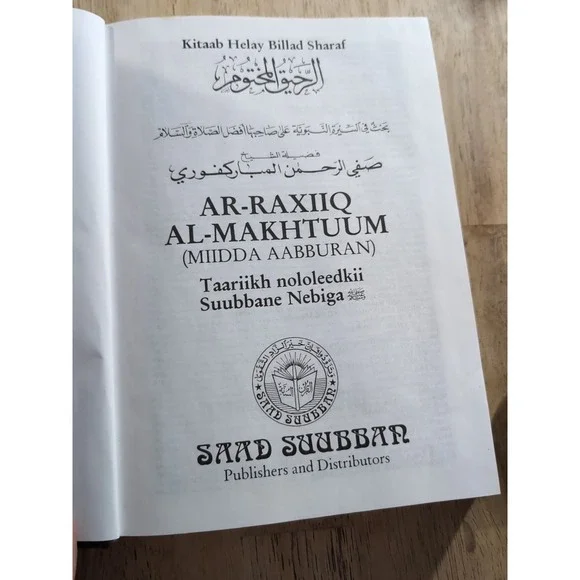 Kitaab Helay Billad Sharaf
الرحيق المختوم
بحث في السيرة النبوية على صاحبها أفضل الصلاة والسلام
فضيلة الشيخ
صفي الرحمن المباركفوري
AR-RAXIIQ
AL-MAKHTUUM
(MIIDDA AABBURAN)
Taariikh nololeedkii
Suubbane Nebiga ﷺ
SAAD SUUBBAN
SAAD SUUBBAN
Publishers and Distributors